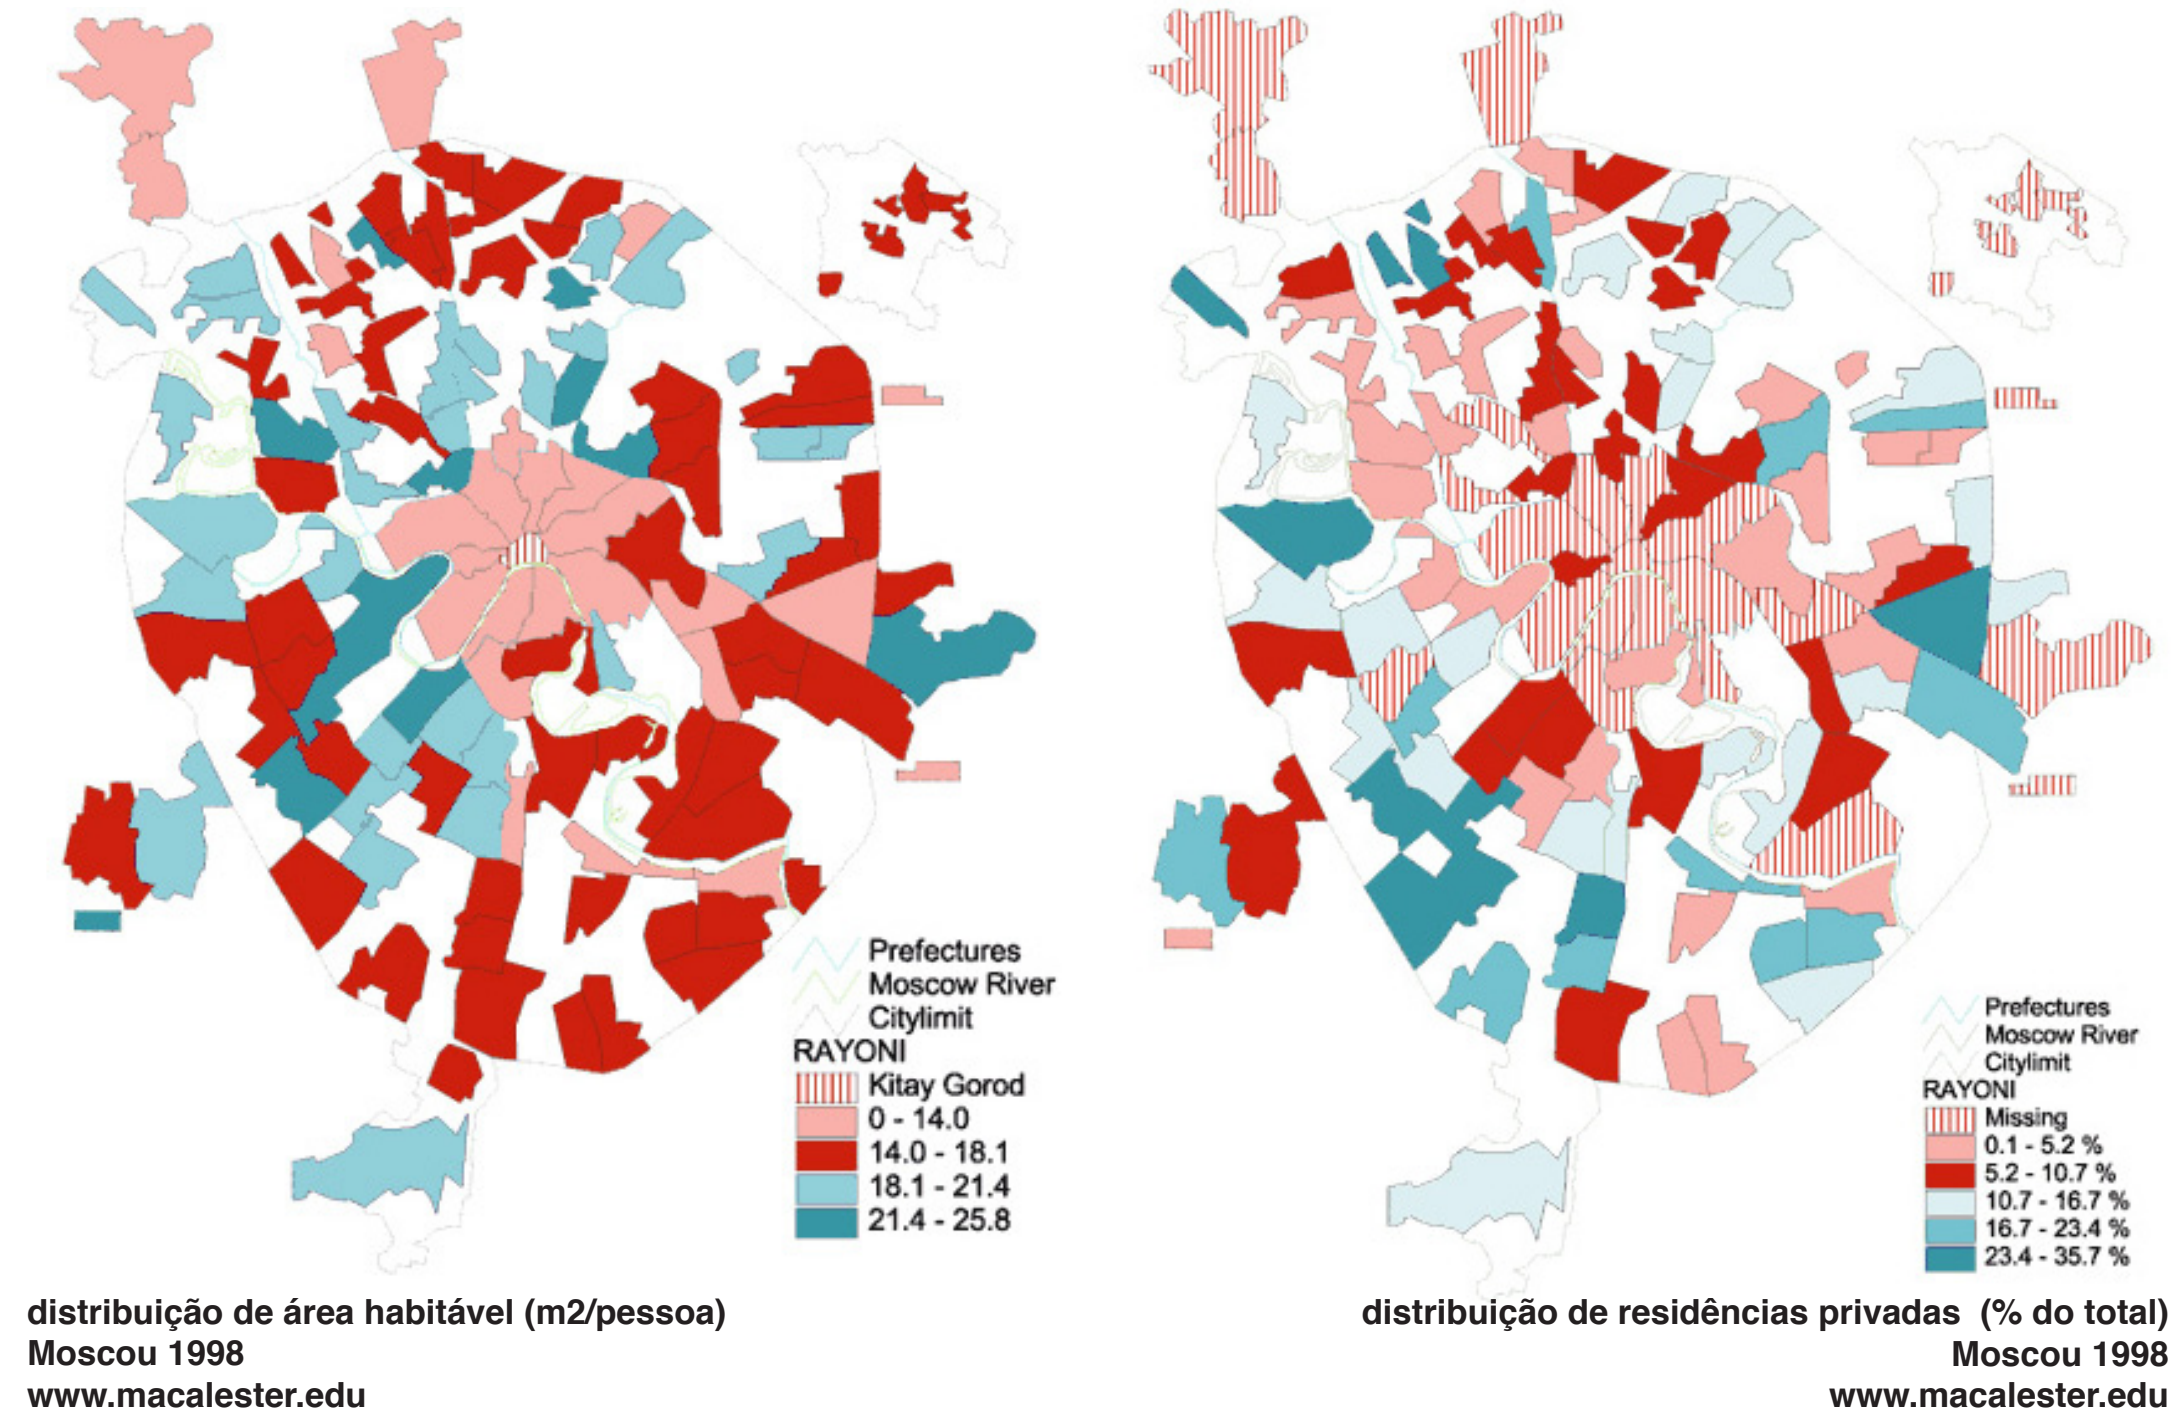 Prefectures
Moscow River
Citylimit
RAYONI
Kitay Gorod
0 - 14.0
14.0 - 18.1
18.1 - 21.4
21.4 - 25.8
distribuição de área habitável (m2/pessoa)
Moscou 1998
www.macalester.edu
Prefectures
Moscow River
Citylimit
RAYONI
Missing
0.1 - 5.2 %
5.2 - 10.7 %
10.7 - 16.7 %
16.7 - 23.4 %
23.4 - 35.7 %
distribuição de residências privadas (% do total)
Moscou 1998
www.macalester.edu